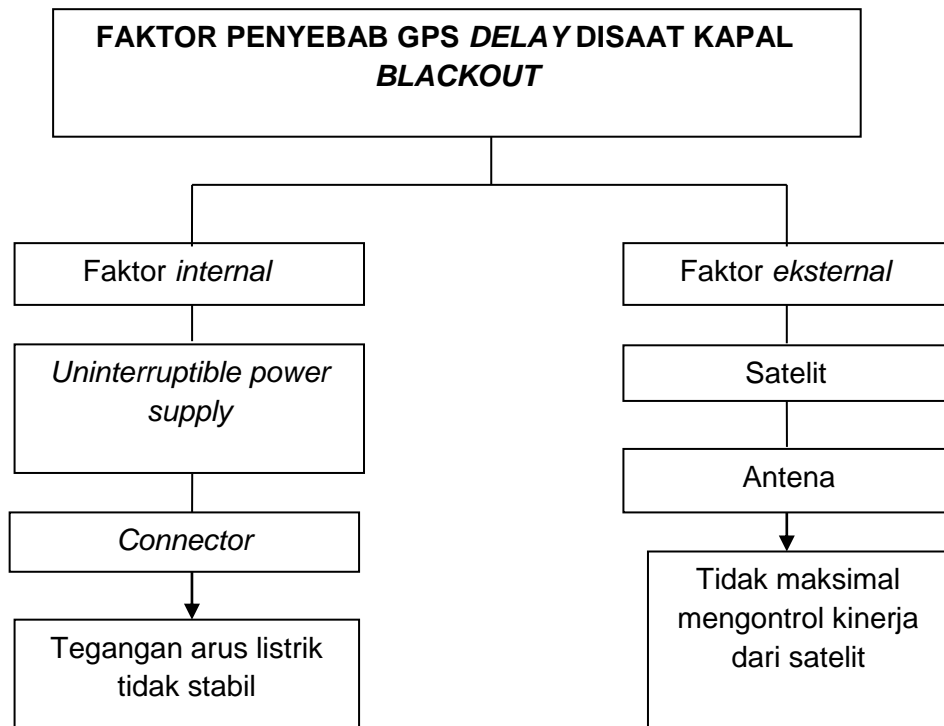 FAKTOR PENYEBAB GPS DELAY DISAAT KAPAL
BLACKOUT
Faktor internal
Faktor eksternal
Uninterruptible power
supply
Satelit
Antena
Connector
Tidak maksimal
mengontrol kinerja
dari satelit
Tegangan arus listrik
tidak stabil